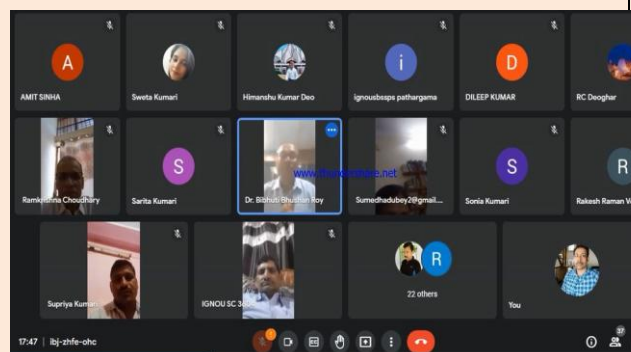 A
i
D
AMIT SINHA
Sweta Kumari
Himanshu Kumar Deo
ignousbssps pathargama
DILEEP KUMAR
RC Deoghar
S
S
R
www.thundershare.net
Ramkrishna Choudhary
Sarita Kumari
Dr. Bibhuti Bhushan Roy
Sumedhadubey2@gmail....
Sonia Kumari
Rakesh Raman
R
22 others
Supriya Kumari
IGNOU SC 36
You
17:47 | ibj-zhfe-ohc
37